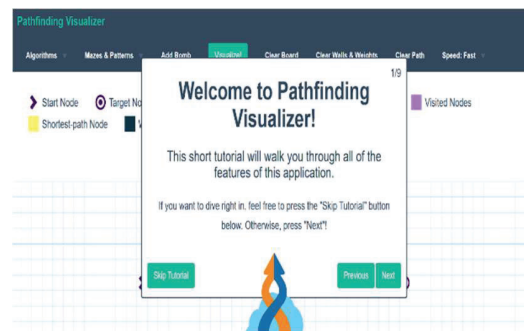 Pathfinding Visualizer
Algorithms Mazes & Patterns Add Bomb Visualize! Clear Board Clear Walls & Weights Clear Path Speed: Fast
1/9
Welcome to Pathfinding
Visualizer!
Start Node Target No Visited Nodes
Shortest-path Node
This short tutorial will walk you through all of the
features of this application.
If you want to dive right in, feel free to press the "Skip Tutorial" button
below. Otherwise, press "Next"!
Skip Tutorial Previous Next